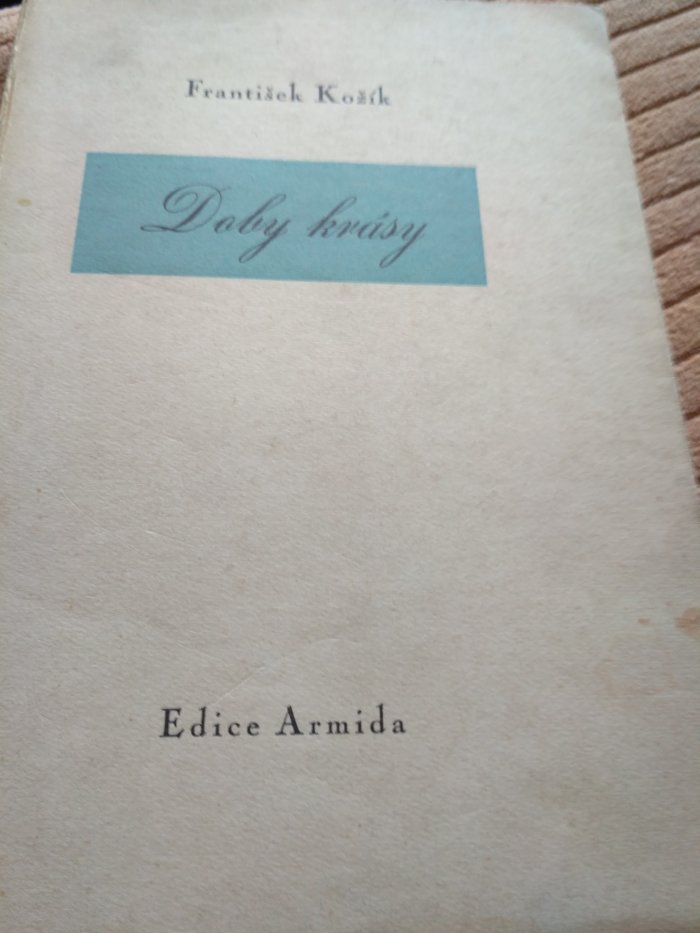 František Kožík
Doby krásy
Edice Armida